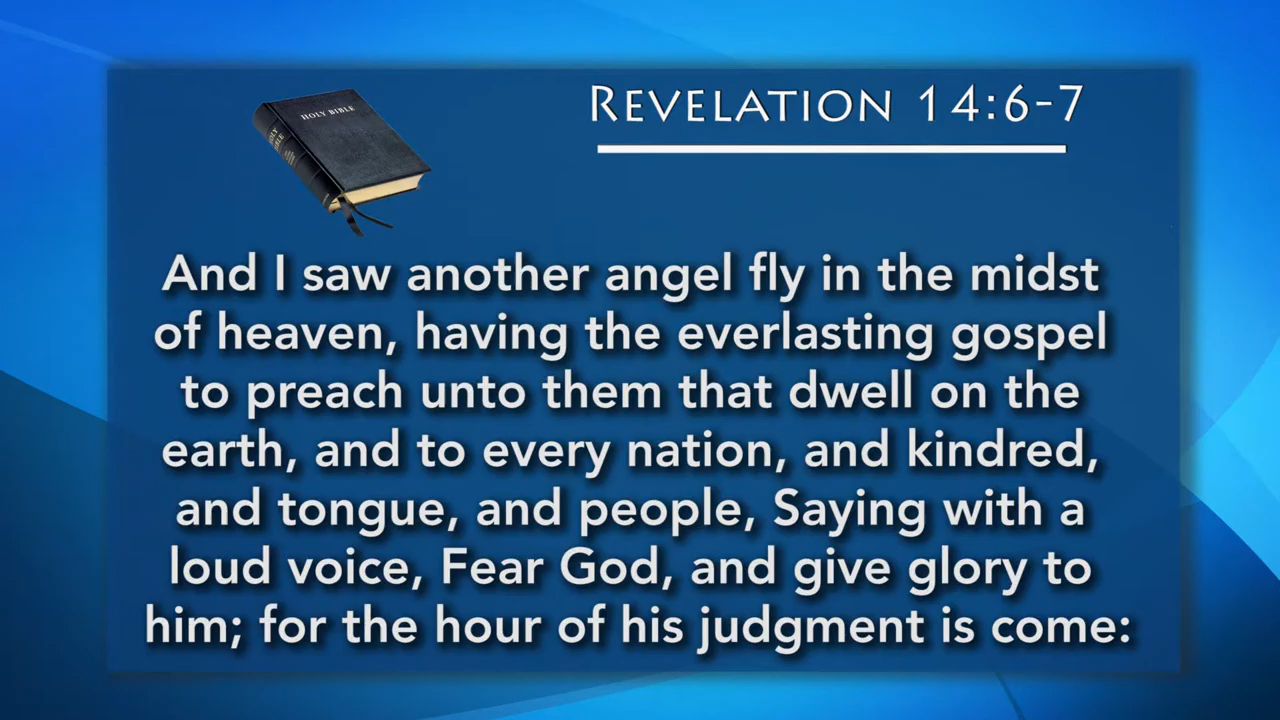 HOLY BIBLE
REVELATION 14:6-7
And I saw another angel fly in the midst
of heaven, having the everlasting gospel
to preach unto them that dwell on the
earth, and to every nation, and kindred,
and tongue, and people, Saying with a
loud voice, Fear God, and give glory to
him; for the hour of his judgment is come: